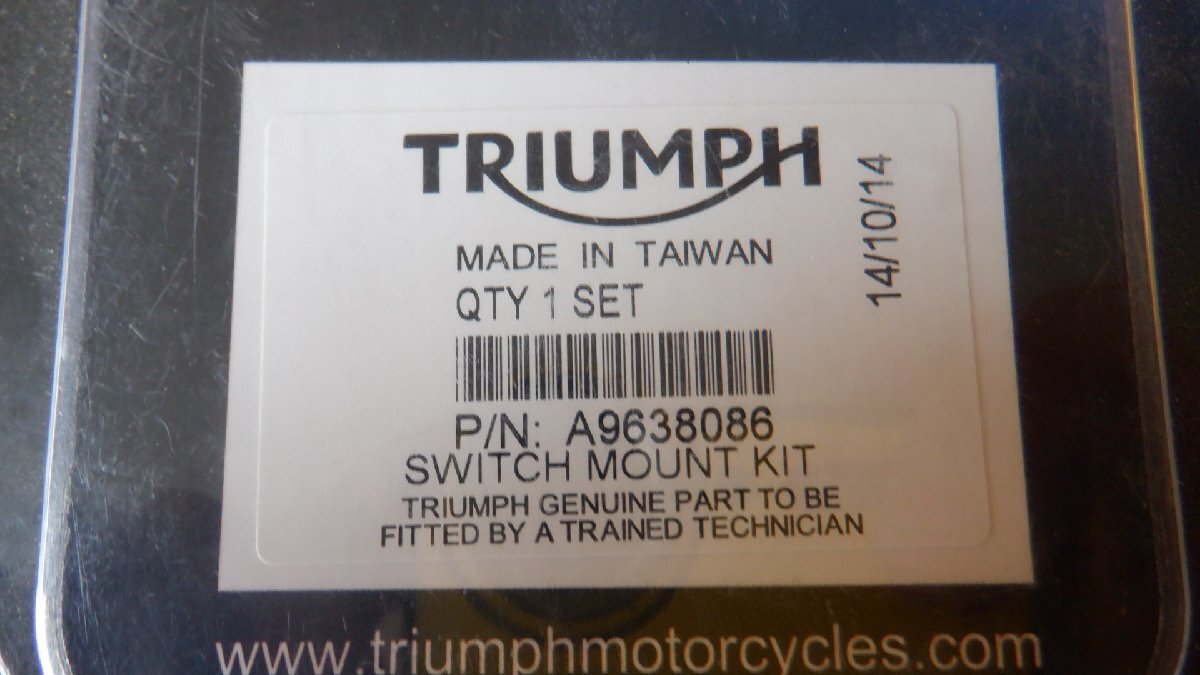 TRIUMPH
MADE IN TAIWAN
QTY 1 SET
P/N: A9638086
SWITCH MOUNT KIT
TRIUMPH GENUINE PART TO BE
FITTED BY A TRAINED TECHNICIAN
14/10/14
www.triumphmotorcycles.com